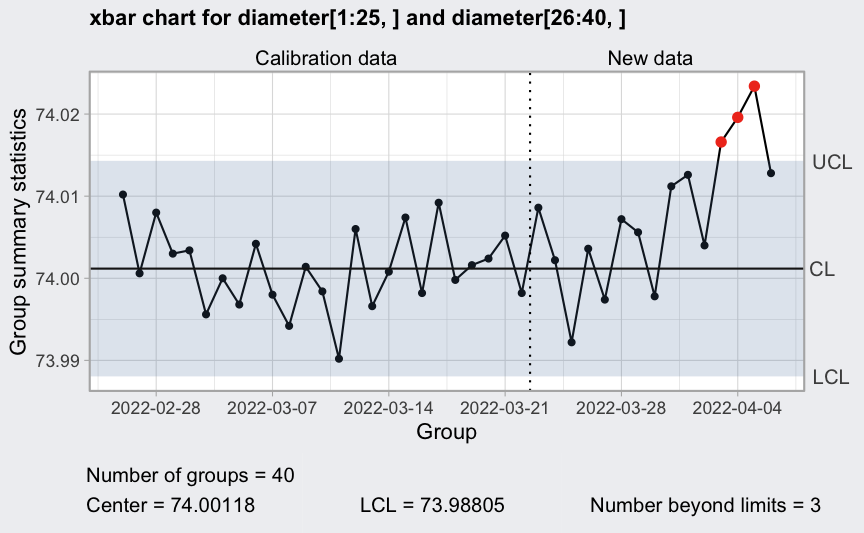 xbar chart for diameter[1:25, ] and diameter[26:40, ]
Calibration data New data
Group summary statistics
74.02
UCL
74.01
74.00
CL
73.99
LCL
2022-02-28 2022-03-07 2022-03-14 2022-03-21 2022-03-28 2022-04-04
Group
Number of groups = 40
Center = 74.00118 LCL = 73.98805 Number beyond limits = 3